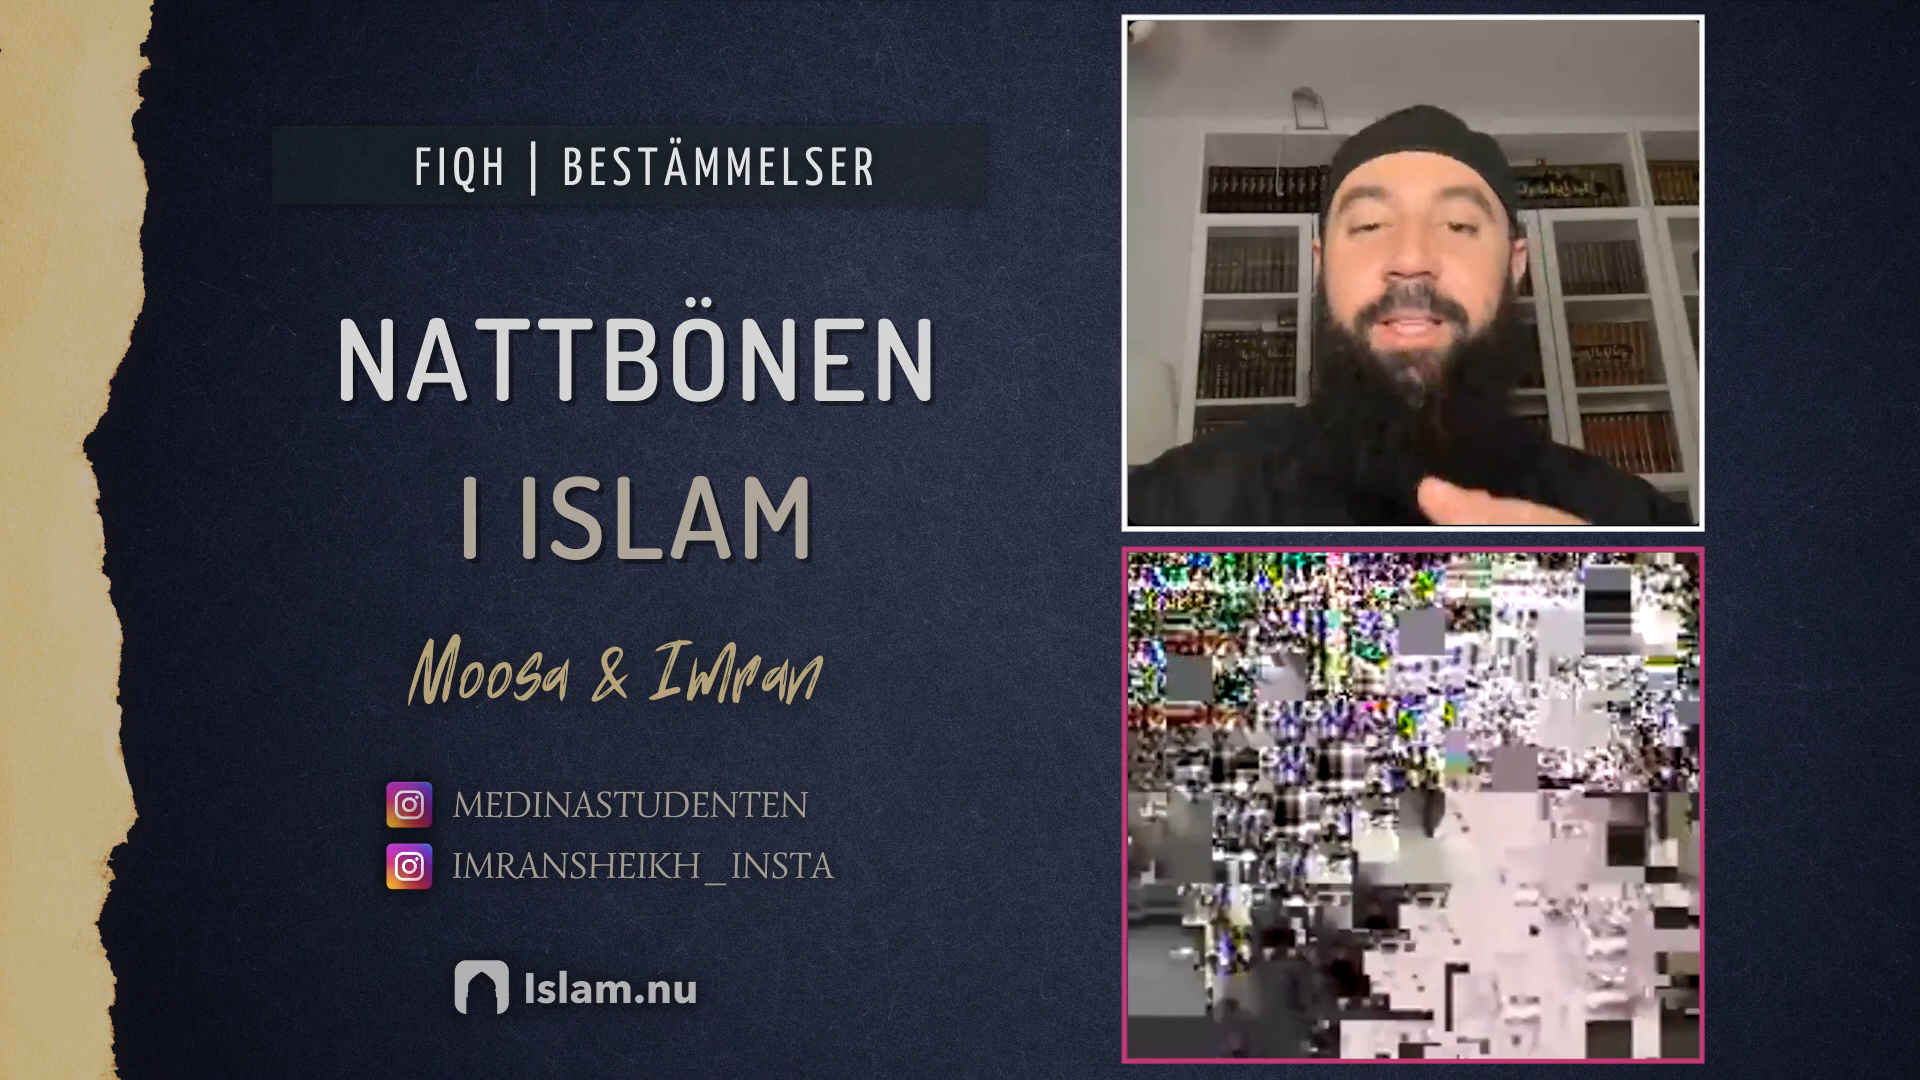 FIQH | BESTÄMMELSER
NATTBÖNEN
I ISLAM
Moosa & Imran
MEDINASTUDENTEN
IMRANSHEIKH_INSTA
Islam.nu